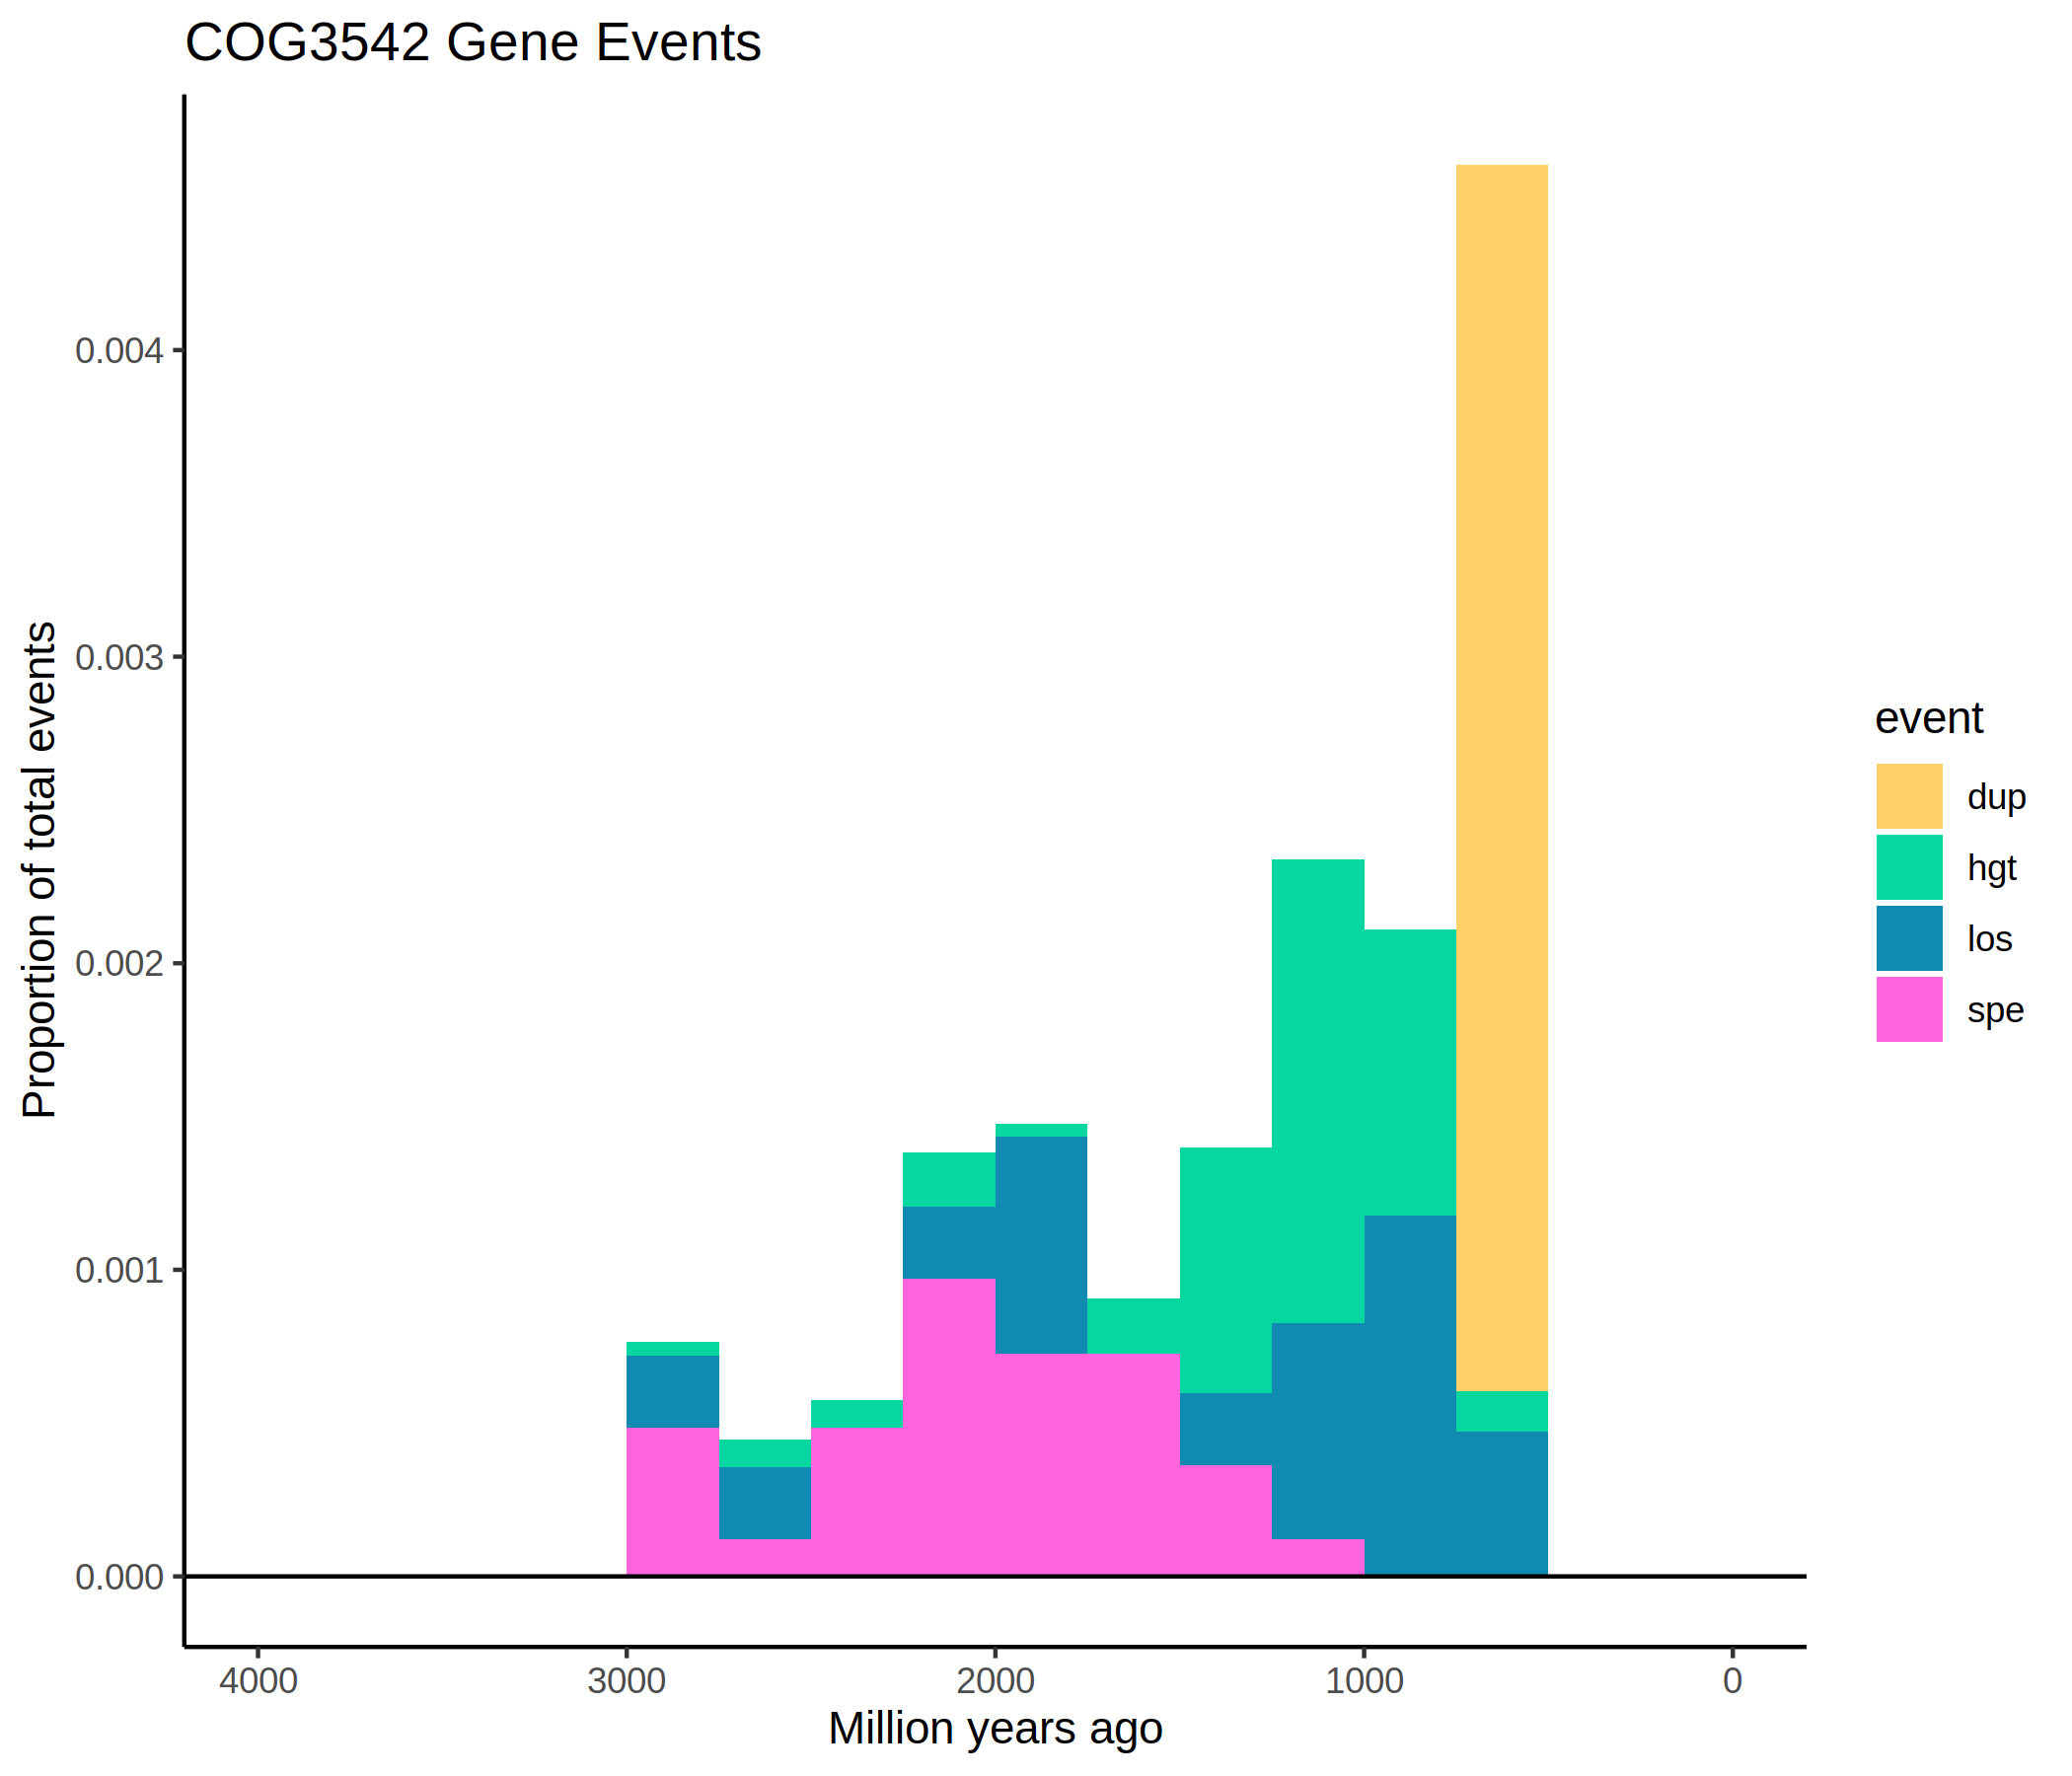 COG3542 Gene Events
Proportion of total events
0.004
0.003
0.002
0.001
0.000
4000 3000 2000 1000 0
Million years ago
event
dup
hgt
los
spe